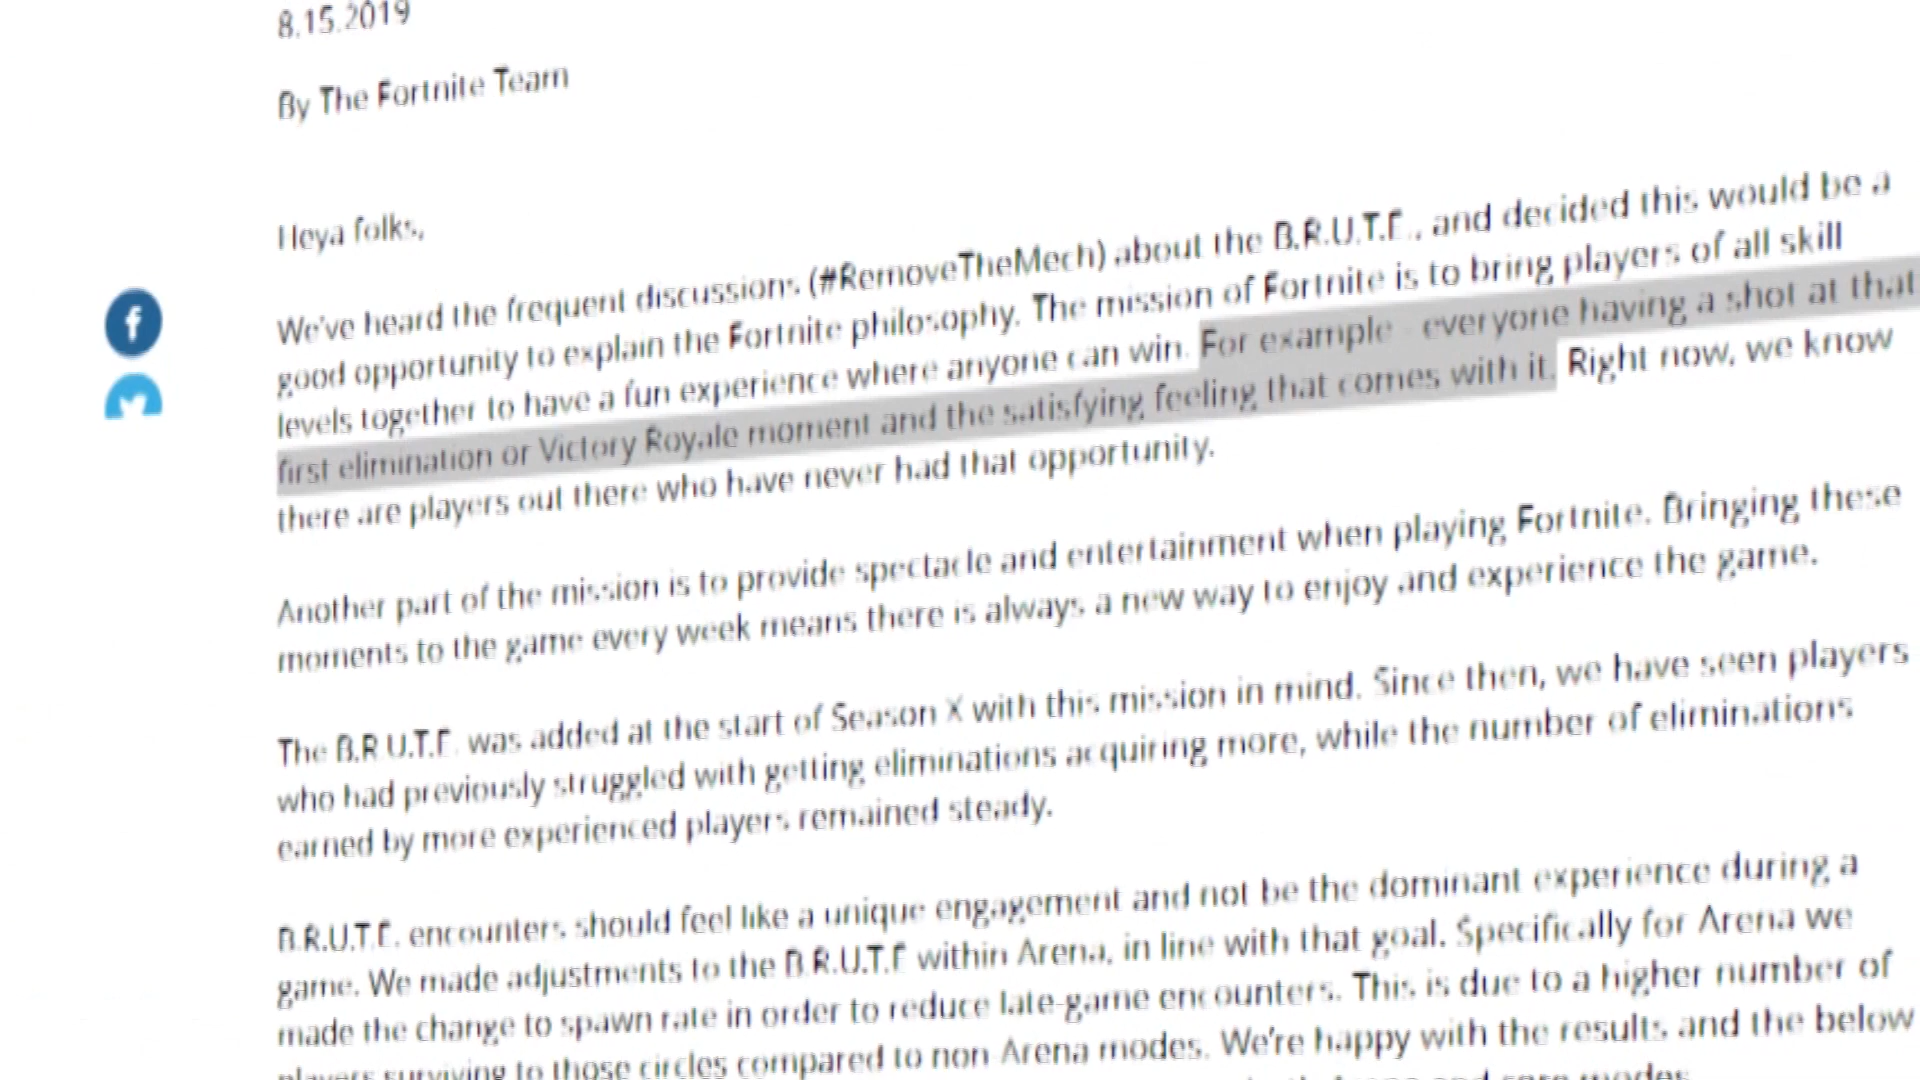 8.15.2019
By The Fortnite Team
Heya folks,
We've heard the frequent discussions (#RemoveTheMech) about the B.R.U.T.E., and decided this would be a
good opportunity to explain the Fortnite philosophy. The mission of Fortnite is to bring players of all skill
levels together to have a fun experience where anyone can win. For example - everyone having a shot at that
first elimination or Victory Royale moment and the satisfying feeling that comes with it. Right now, we know
there are players out there who have never had that opportunity.
Another part of the mission is to provide spectacle and entertainment when playing Fortnite. Bringing these
moments to the game every week means there is always a new way to enjoy and experience the game.
The B.R.U.T.E. was added at the start of Season X with this mission in mind. Since then, we have seen players
who had previously struggled with getting eliminations acquiring more, while the number of eliminations
earned by more experienced players remained steady.
B.R.U.T.E. encounters should feel like a unique engagement and not be the dominant experience during a
game. We made adjustments to the B.R.U.T.E within Arena, in line with that goal. Specifically for Arena we
made the change to spawn rate in order to reduce late-game encounters. This is due to a higher number of
players surviving to those circles compared to non-Arena modes. We're happy with the results and the below
Arena and core modes